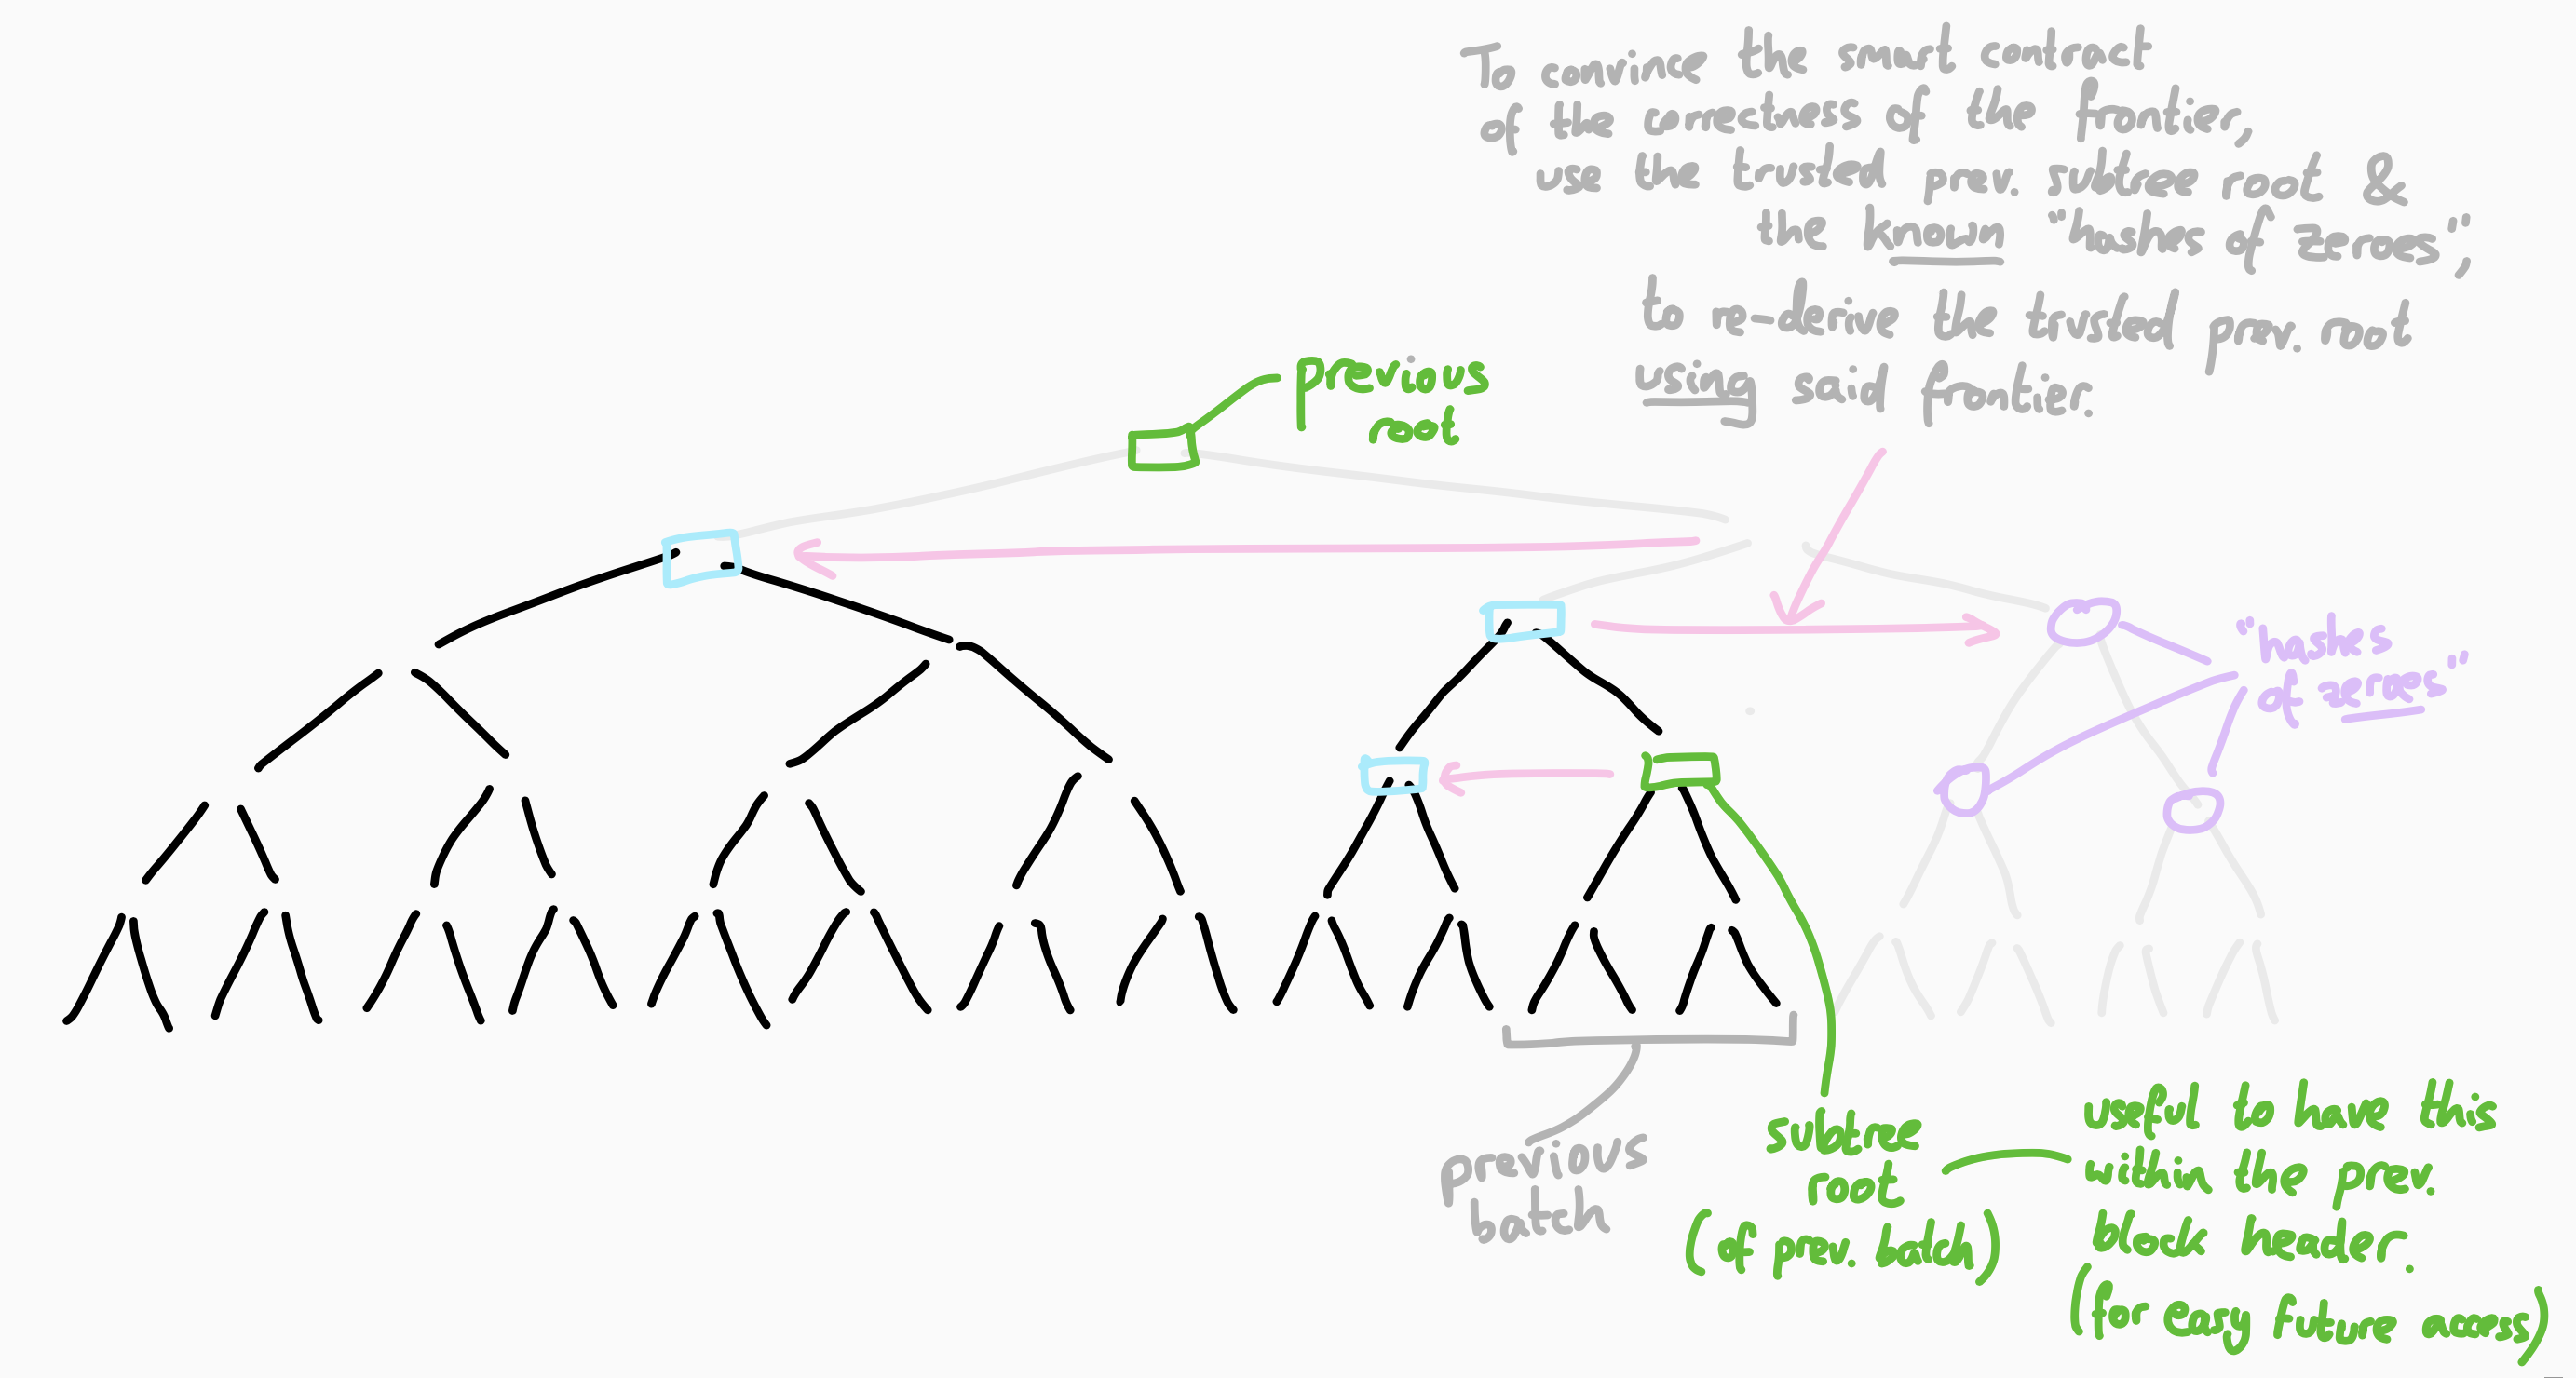 To convince the smart contract
of the correctness of the frontier,
use the trusted prev. subtree root &
the known "hashes of zeroes",
to re-derive the trusted prev. root
using said frontier.
previous
root
"hashes
of zeroes"
previous
batch
subtree
root
(of prev. batch)
useful to have this
within the prev.
block header.
(for easy future access)